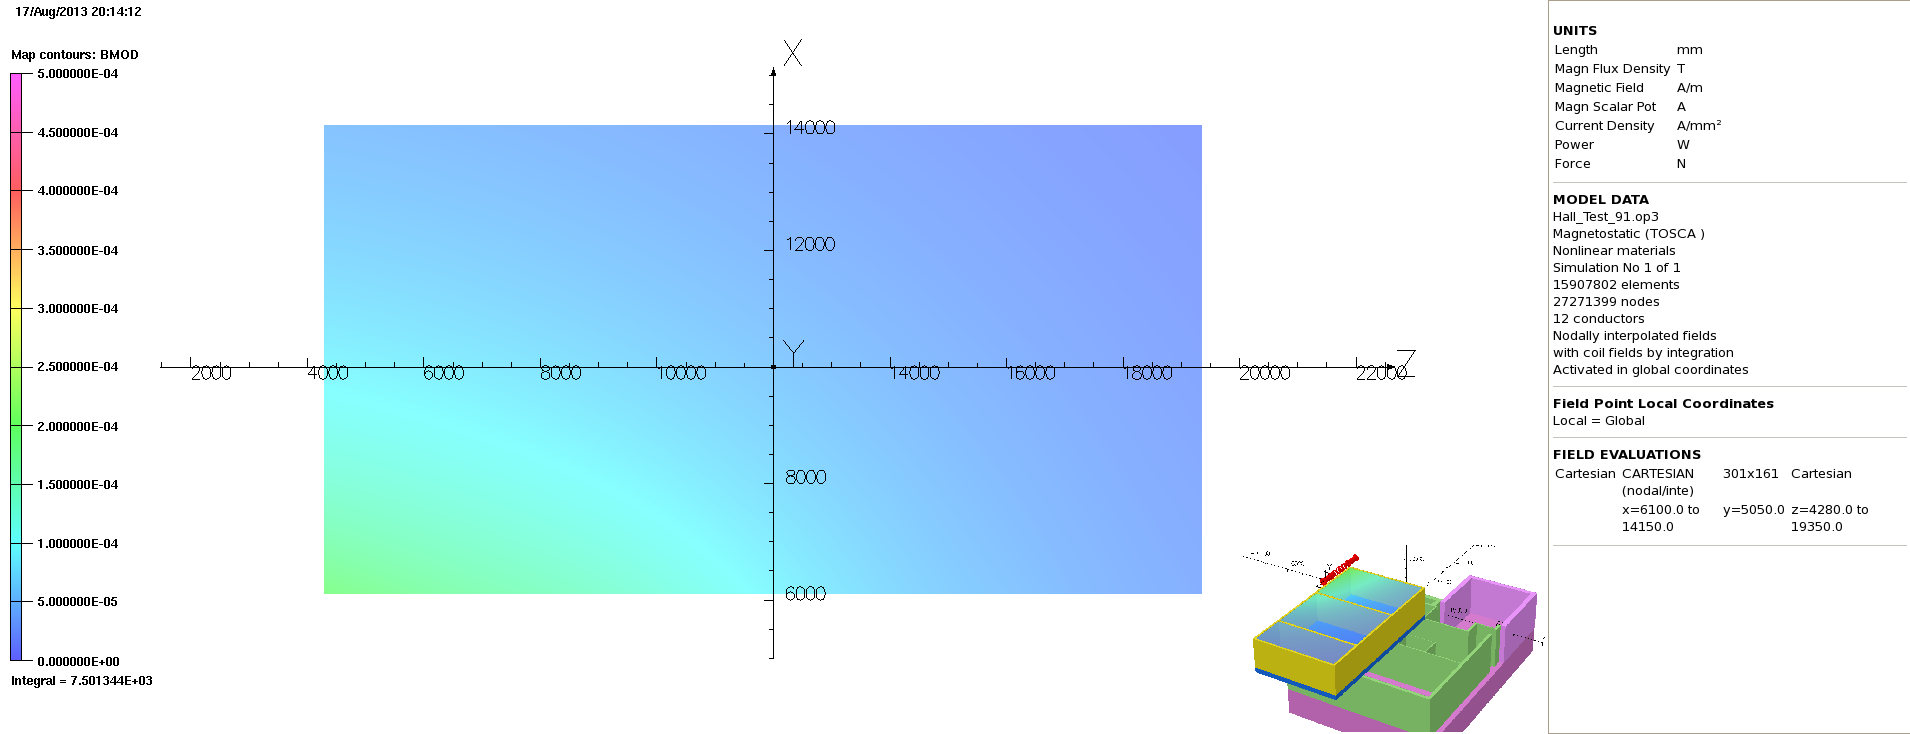 17/Aug/2013 20:14:12
Map contours: BMOD
5.000000E-04
4.500000E-04
4.000000E-04
3.500000E-04
3.000000E-04
2.500000E-04
2.000000E-04
1.500000E-04
1.000000E-04
5.000000E-05
0.000000E+00
Integral = 7.501344E+03
X
14000
12000
Y
8000
6000
2000
4000
6000
8000
10000
14000
16000
18000
20000
22000
Z
UNITS
Length mm
Magn Flux Density T
Magnetic Field A/m
Magn Scalar Pot A
Current Density A/mm²
Power W
Force N
MODEL DATA
Hall_Test_91.op3
Magnetostatic (TOSCA )
Nonlinear materials
Simulation No 1 of 1
15907802 elements
27271399 nodes
12 conductors
Nodally interpolated fields
with coil fields by integration
Activated in global coordinates
Field Point Local Coordinates
Local = Global
FIELD EVALUATIONS
Cartesian CARTESIAN 301x161 Cartesian
(nodal/inte)
x=6100.0 to y=5050.0 z=4280.0 to
14150.0 19350.0